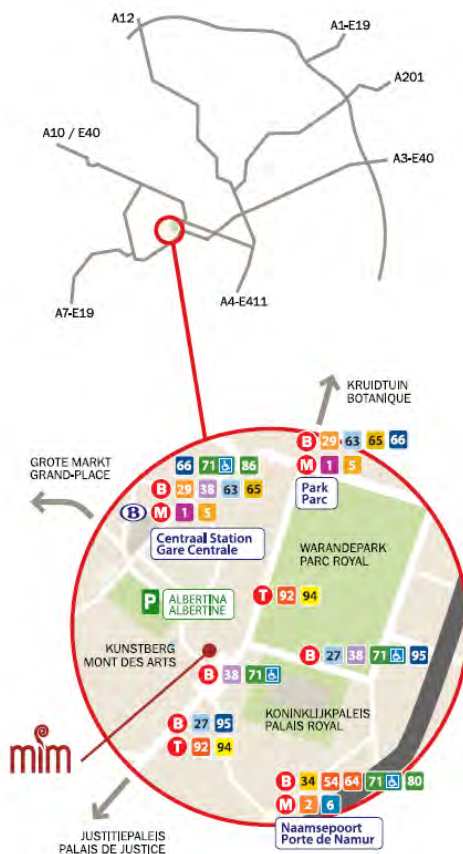 A12
A1-E19
A201
A10 / E40
A3-E40
A7-E19
A4-E411
KRUIDTUIN
BOTANIQUE
B 29 63 65 66
M 1 5
Park
Parc
GROTE MARKT
GRAND-PLACE
66 71 86
B 29 38 63 65
B M 1 5
Centraal Station
Gare Centrale
WARANDEPARK
PARC ROYAL
P ALBERTINA
ALBERTINE
T 92 94
KUNSTBERG
MONT DES ARTS
B 27 38 71 95
B 38 71
KONINKLIJKPALEIS
PALAIS ROYAL
B 27 95
T 92 94
mim
B 34 54 64 71 80
M 2 6
Naamsepoort
Porte de Namur
JUSTITIEPALEIS
PALAIS DE JUSTICE